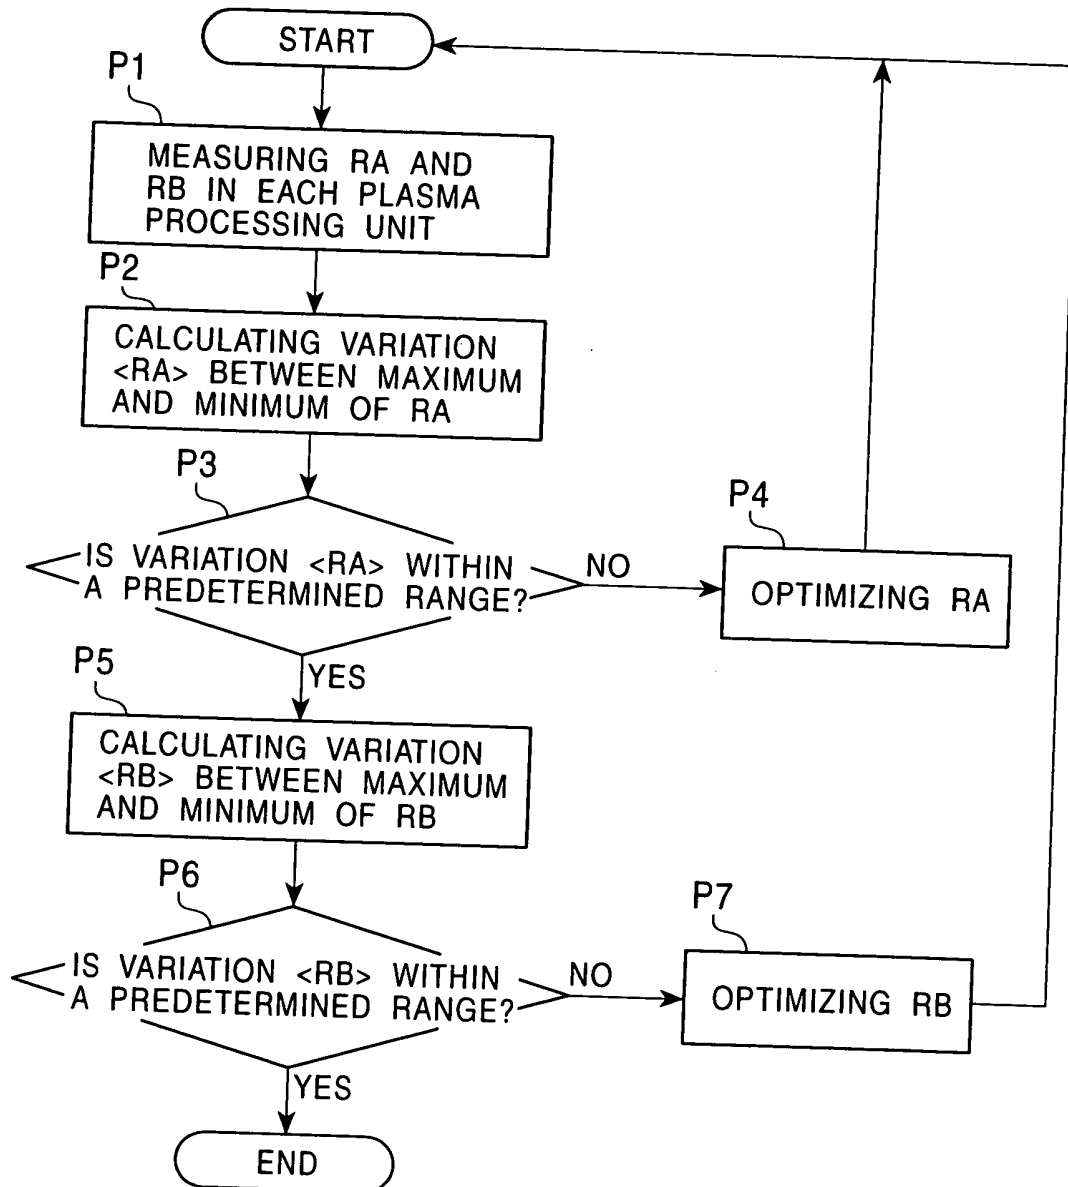 START
P1
MEASURING RA AND
RB IN EACH PLASMA
PROCESSING UNIT
P2
CALCULATING VARIATION
<RA> BETWEEN MAXIMUM
AND MINIMUM OF RA
P3
IS VARIATION <RA> WITHIN
A PREDETERMINED RANGE?
NO
P4
OPTIMIZING RA
YES
P5
CALCULATING VARIATION
<RB> BETWEEN MAXIMUM
AND MINIMUM OF RB
P6
IS VARIATION <RB> WITHIN
A PREDETERMINED RANGE?
NO
P7
OPTIMIZING RB
YES
END